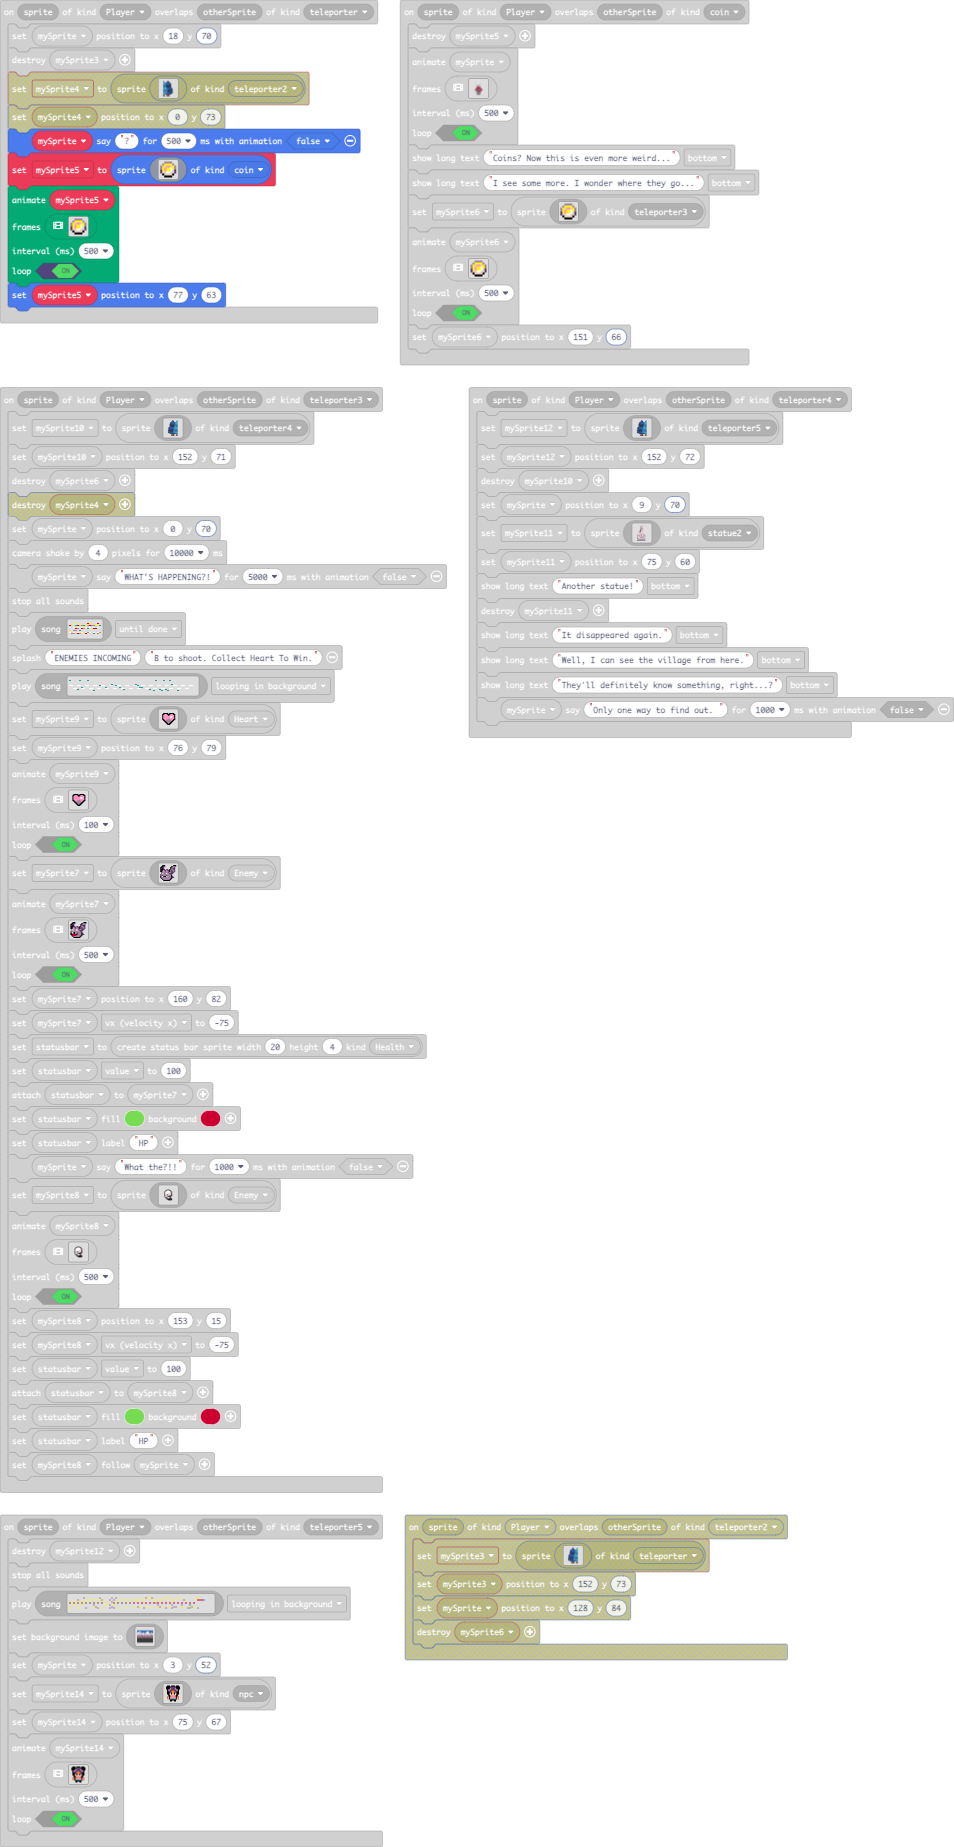 on sprite of kind Player overlaps otherSprite of kind teleporter
set mySprite position to x 18 y 70
destroy mySprite3
set mySprite4 to sprite of kind teleporter2
set mySprite4 position to x 0 y 73
mySprite say "?" for 500 ms with animation false
set mySprite5 to sprite of kind coin
animate mySprite5
frames
interval (ms) 500
loop ON
set mySprite5 position to x 77 y 63
on sprite of kind Player overlaps otherSprite of kind coin
destroy mySprite5
animate mySprite
frames
interval (ms) 500
loop ON
show long text "Coins? Now this is even more weird..." bottom
show long text "I see some more. I wonder where they go..." bottom
set mySprite6 to sprite of kind teleporter3
animate mySprite6
frames
interval (ms) 500
loop ON
set mySprite6 position to x 151 y 66
on sprite of kind Player overlaps otherSprite of kind teleporter3
set mySprite10 to sprite of kind teleporter4
set mySprite10 position to x 152 y 71
destroy mySprite6
destroy mySprite4
set mySprite position to x 0 y 70
camera shake by 4 pixels for 10000 ms
mySprite say "WHAT'S HAPPENING?!" for 5000 ms with animation false
stop all sounds
play song until done
splash "ENEMIES INCOMING" "B to shoot. Collect Heart To Win."
play song looping in background
set mySprite9 to sprite of kind Heart
set mySprite9 position to x 76 y 79
animate mySprite9
frames
interval (ms) 100
loop ON
set mySprite7 to sprite of kind Enemy
animate mySprite7
frames
interval (ms) 500
loop ON
set mySprite7 position to x 160 y 82
set mySprite7 vx (velocity x) to -75
set statusbar to create status bar sprite width 20 height 4 kind Health
set statusbar value to 100
attach statusbar to mySprite7
set statusbar fill background
set statusbar label "HP"
mySprite say "What the?!!" for 1000 ms with animation false
set mySprite8 to sprite of kind Enemy
animate mySprite8
frames
interval (ms) 500
loop ON
set mySprite8 position to x 153 y 15
set mySprite8 vx (velocity x) to -75
set statusbar value to 100
attach statusbar to mySprite8
set statusbar fill background
set statusbar label "HP"
set mySprite8 follow mySprite
on sprite of kind Player overlaps otherSprite of kind teleporter4
set mySprite12 to sprite of kind teleporter5
set mySprite12 position to x 152 y 72
destroy mySprite10
set mySprite position to x 9 y 70
set mySprite11 to sprite of kind statue2
set mySprite11 position to x 75 y 60
show long text "Another statue!" bottom
destroy mySprite11
show long text "It disappeared again." bottom
show long text "Well, I can see the village from here." bottom
show long text "They'll definitely know something, right...?" bottom
mySprite say "Only one way to find out. " for 1000 ms with animation false
on sprite of kind Player overlaps otherSprite of kind teleporter5
destroy mySprite12
stop all sounds
play song looping in background
set background image to
set mySprite position to x 3 y 52
set mySprite14 to sprite of kind npc
set mySprite14 position to x 75 y 67
animate mySprite14
frames
interval (ms) 500
loop ON
on sprite of kind Player overlaps otherSprite of kind teleporter2
set mySprite3 to sprite of kind teleporter
set mySprite3 position to x 152 y 73
set mySprite position to x 128 y 84
destroy mySprite6